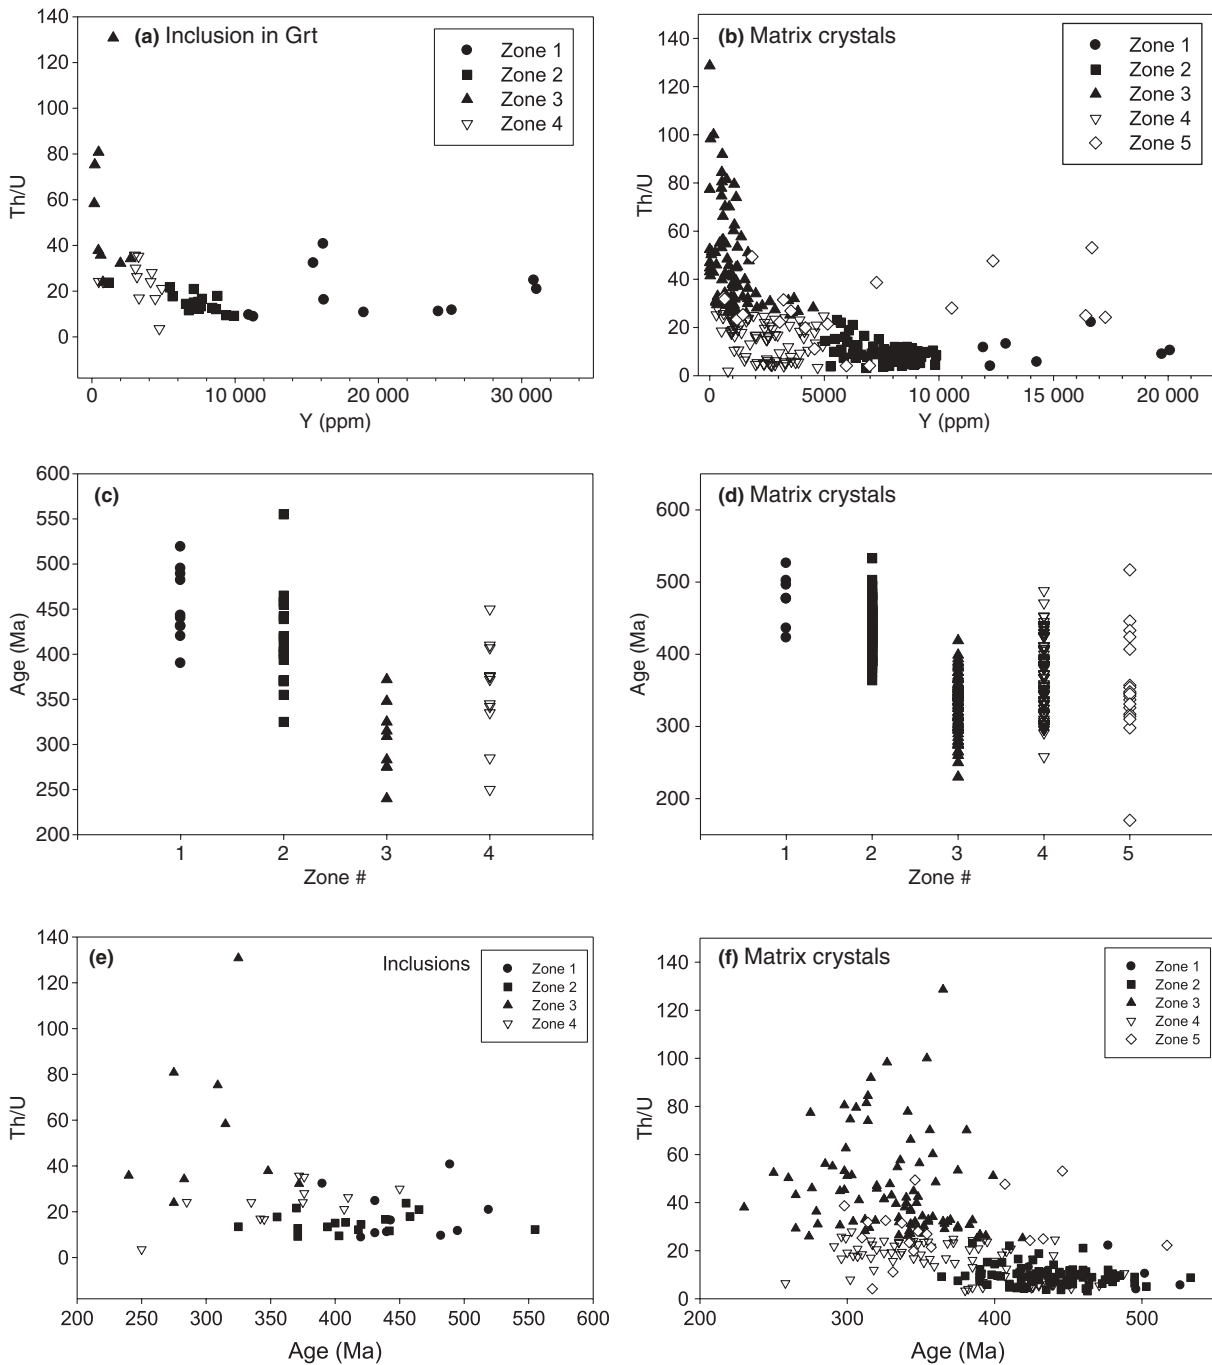 (a) Inclusion in Grt
140
120
100
80
60
40
20
0
Th/U
Zone 1
Zone 2
Zone 3
Zone 4
0
10 000
20 000
30 000
Y (ppm)
(b) Matrix crystals
140
120
100
80
60
40
20
0
Th/U
Zone 1
Zone 2
Zone 3
Zone 4
Zone 5
0
5000
10 000
15 000
20 000
Y (ppm)
(c)
600
550
500
450
400
350
300
250
200
Age (Ma)
1
2
3
4
Zone #
(d) Matrix crystals
600
500
400
300
200
Age (Ma)
1
2
3
4
5
Zone #
(e)
Inclusions
140
120
100
80
60
40
20
0
Th/U
Zone 1
Zone 2
Zone 3
Zone 4
200
250
300
350
400
450
500
550
600
Age (Ma)
(f) Matrix crystals
140
120
100
80
60
40
20
0
Th/U
Zone 1
Zone 2
Zone 3
Zone 4
Zone 5
200
300
400
500
Age (Ma)